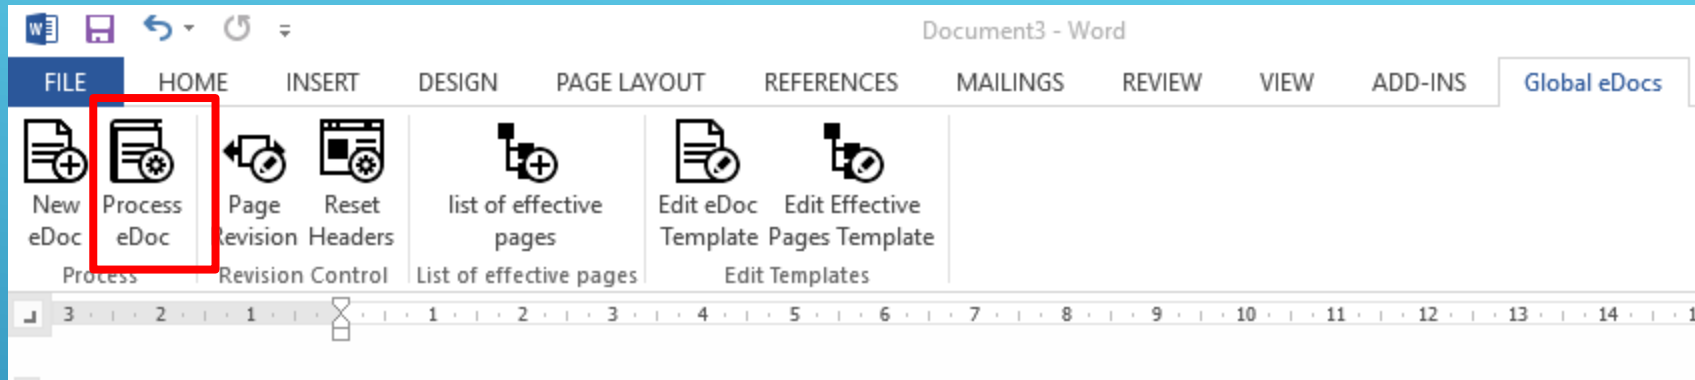 Document3 - Word
FILE HOME INSERT DESIGN PAGE LAYOUT REFERENCES MAILINGS REVIEW VIEW ADD-INS Global eDocs
New Process Page Reset list of effective Edit eDoc Edit Effective
eDoc eDoc Revision Headers pages Template Pages Template
Process Revision Control List of effective pages Edit Templates
3 2 1 1 2 3 4 5 6 7 8 9 10 11 12 13 14